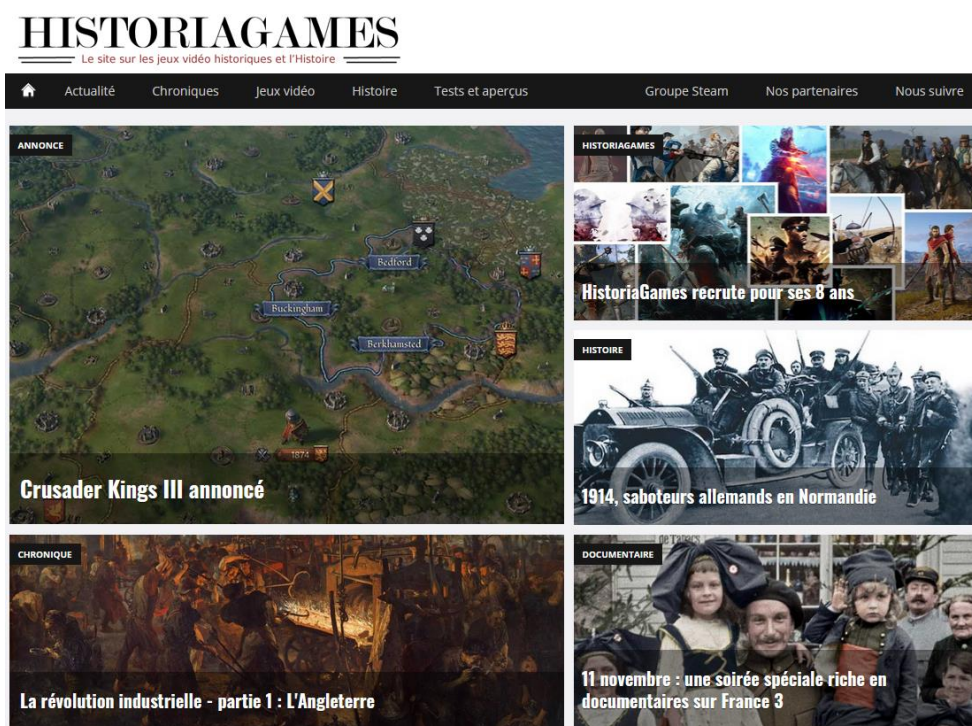 HISTORIAGAMES
Le site sur les jeux vidéo historiques et l'Histoire
Actualité Chroniques Jeux vidéo Histoire Tests et aperçus Groupe Steam Nos partenaires Nous suivre
ANNONCE
Bedford
Buckingham
Berkhamsted
1874
Crusader Kings III annoncé
HISTORIAGAMES
HistoriaGames recrute pour ses 8 ans
HISTOIRE
1914, saboteurs allemands en Normandie
CHRONIQUE
La révolution industrielle - partie 1 : L'Angleterre
DOCUMENTAIRE
11 novembre : une soirée spéciale riche en
documentaires sur France 3